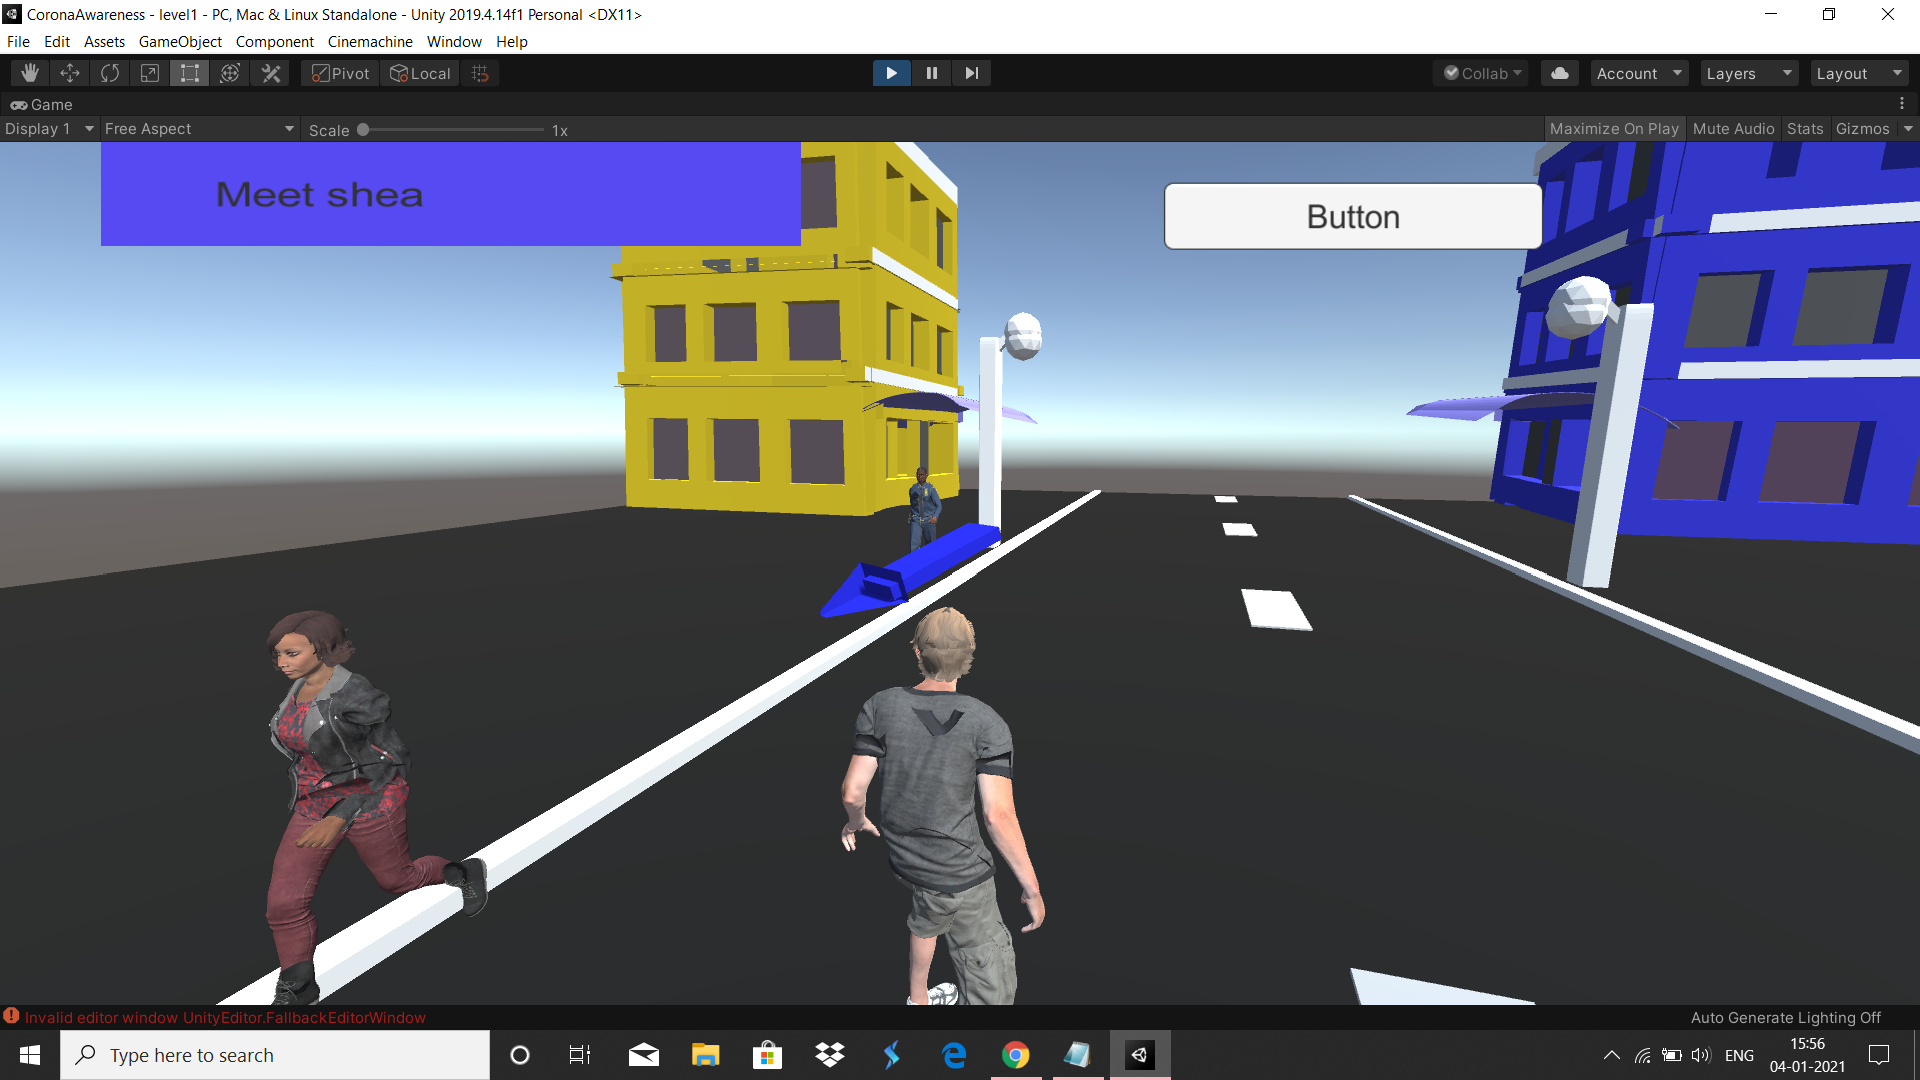 CoronaAwareness - level1 - PC, Mac & Linux Standalone - Unity 2019.4.14f1 Personal <DX11>
File Edit Assets GameObject Component Cinemachine Window Help
Pivot Local Collab Account Layers Layout
Game
Display 1 Free Aspect Scale 1x Maximize On Play Mute Audio Stats Gizmos
Meet shea
Button
Invalid editor window UnityEditor.FallbackEditorWindow
Auto Generate Lighting Off
Type here to search
ENG
15:56
04-01-2021